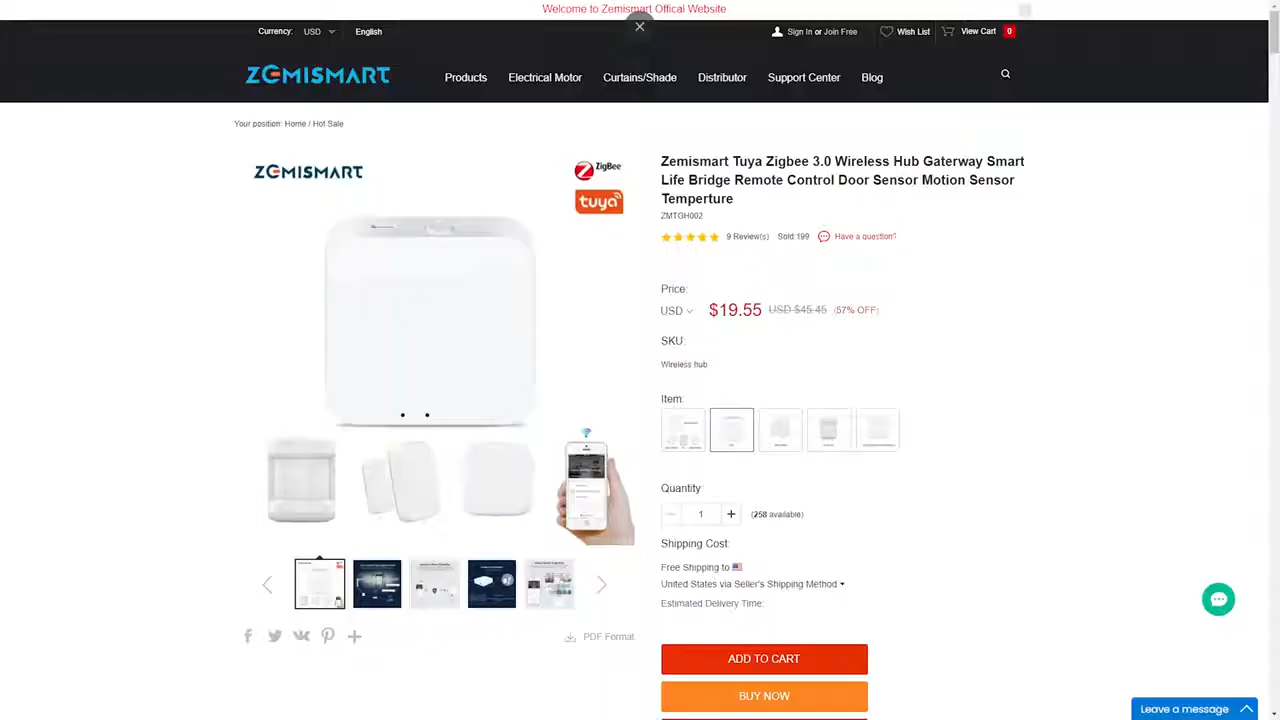 Welcome to Zemismart Offical Website
Currency: USD English
Sign In or Join Free Wish List View Cart 0
ZEMISMART Products Electrical Motor Curtains/Shade Distributor Support Center Blog
Your position: Home / Hot Sale
ZEMISMART
ZigBee
tuya
Zemismart Tuya Zigbee 3.0 Wireless Hub Gaterway Smart
Life Bridge Remote Control Door Sensor Motion Sensor
Temperture
ZMTGH002
9 Review(s) Sold:199 Have a question?
Price:
USD $19.55 USD $45.45 (57% OFF)
SKU:
Wireless hub
Item:
Quantity:
1 + (258 available)
Shipping Cost:
Free Shipping to
United States via Seller's Shipping Method
Estimated Delivery Time:
PDF Format
ADD TO CART
BUY NOW
Leave a message